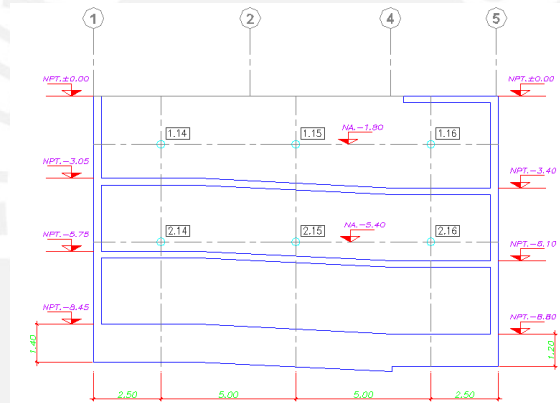 1 2 4 5
NPT.±0.00 NPT.±0.00
1.14 1.15 NA.-1.80 1.16
NPT.-3.05 NPT.-3.40
2.14 2.15 NA.-5.40 2.16
NPT.-5.75 NPT.-6.10
NPT.-8.45 NPT.-8.80
1.40 1.20
2.50 5.00 5.00 2.50